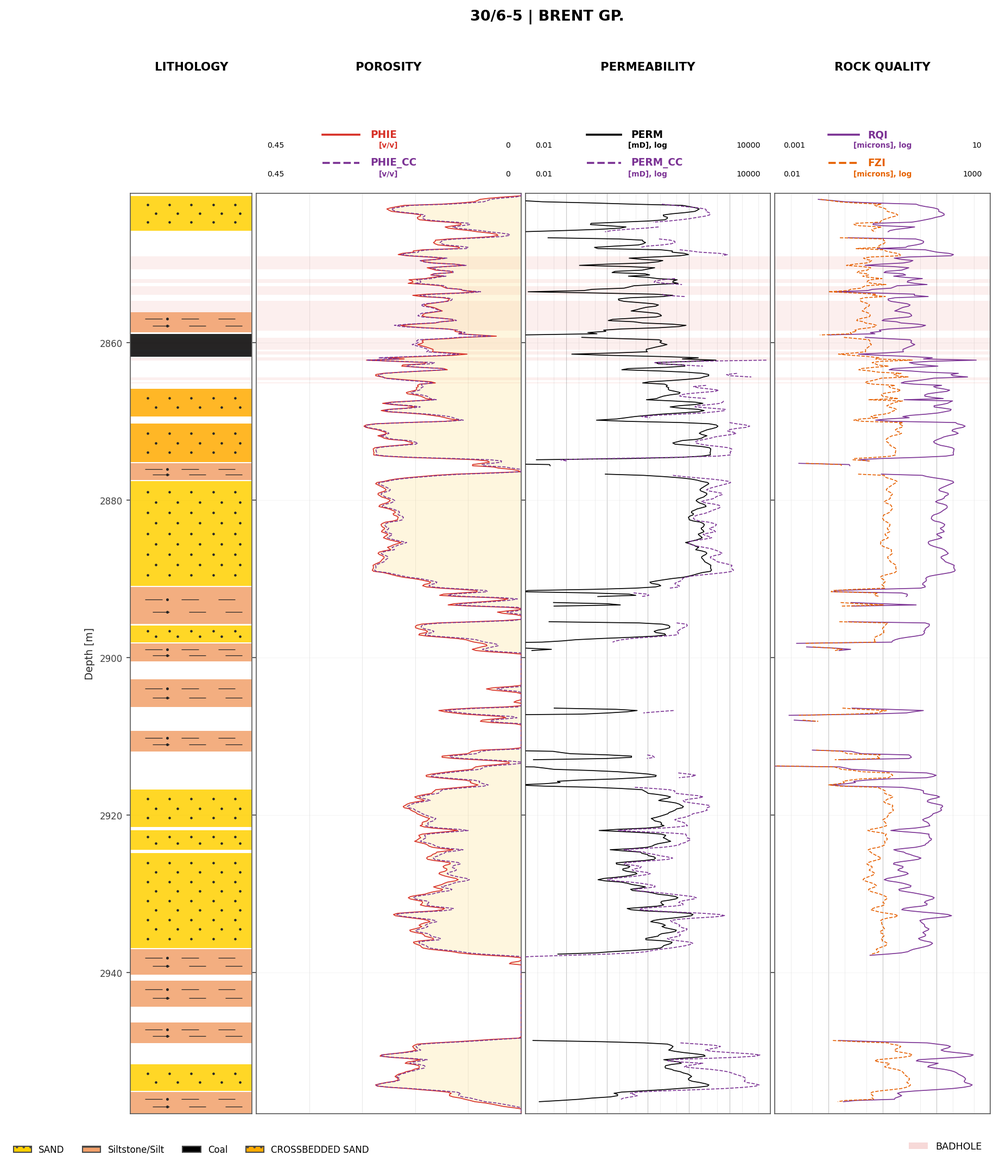 30/6-5 | BRENT GP.
LITHOLOGY POROSITY PERMEABILITY ROCK QUALITY
PHIE PERM RQI
0.45 [v/v] 0 0.01 [mD], log 10000 0.001 [microns], log 10
PHIE_CC PERM_CC FZI
0.45 [v/v] 0 0.01 [mD], log 10000 0.01 [microns], log 1000
2860
2880
2900
2920
2940
Depth [m]
SAND Siltstone/Silt Coal CROSSBEDDED SAND BADHOLE